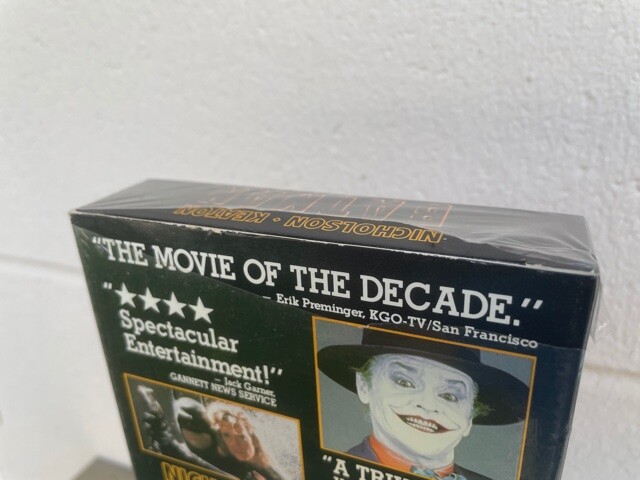 NICHOLSON · KEATON
BATMAN
"THE MOVIE OF THE DECADE."
— Erik Preminger, KGO-TV/San Francisco
"★★★★
Spectacular
Entertainment!"
— Jack Garner,
GANNETT NEWS SERVICE
"A